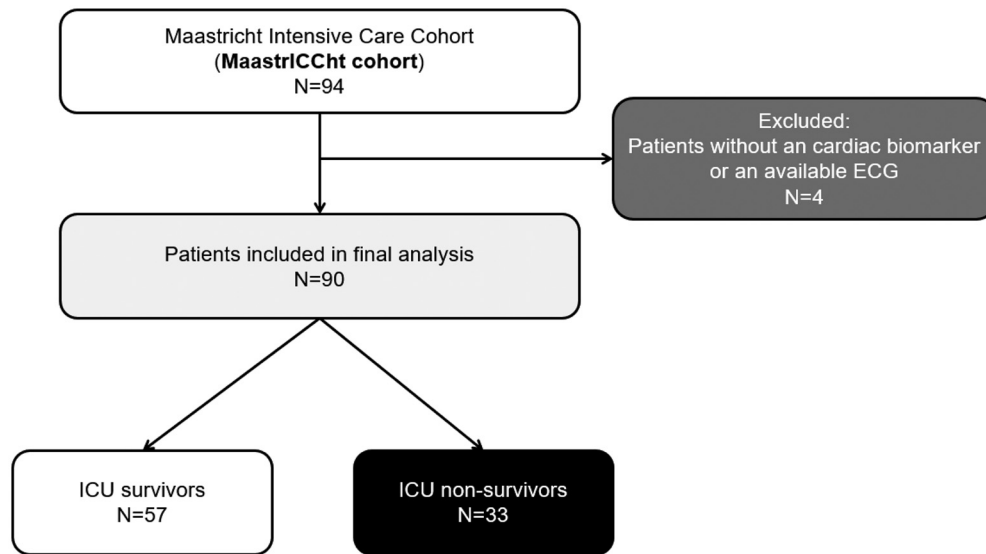 Maastricht Intensive Care Cohort
(MaastrICCht cohort)
N=94
Excluded:
Patients without an cardiac biomarker
or an available ECG
N=4
Patients included in final analysis
N=90
ICU survivors
N=57
ICU non-survivors
N=33